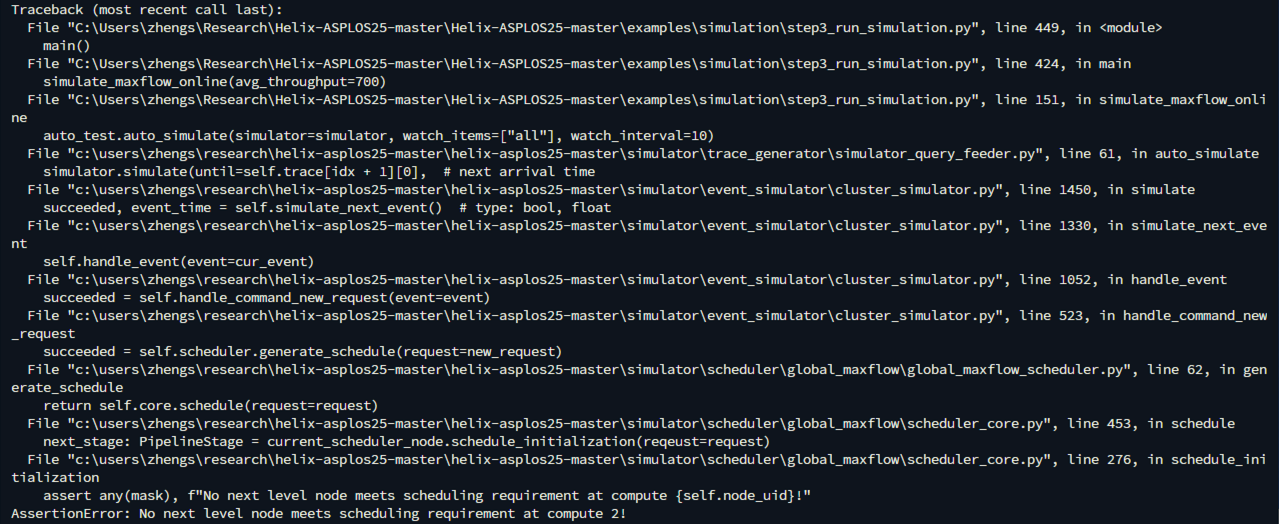 Traceback (most recent call last):
  File "C:\Users\zhengs\Research\Helix-ASPLOS25-master\Helix-ASPLOS25-master\examples\simulation\step3_run_simulation.py", line 449, in <module>
    main()
  File "C:\Users\zhengs\Research\Helix-ASPLOS25-master\Helix-ASPLOS25-master\examples\simulation\step3_run_simulation.py", line 424, in main
    simulate_maxflow_online(avg_throughput=700)
  File "C:\Users\zhengs\Research\Helix-ASPLOS25-master\Helix-ASPLOS25-master\examples\simulation\step3_run_simulation.py", line 151, in simulate_maxflow_onli
ne
    auto_test.auto_simulate(simulator=simulator, watch_items=["all"], watch_interval=10)
  File "c:\users\zhengs\research\helix-asplos25-master\helix-asplos25-master\simulator\trace_generator\simulator_query_feeder.py", line 61, in auto_simulate
    simulator.simulate(until=self.trace[idx + 1][0],  # next arrival time
  File "c:\users\zhengs\research\helix-asplos25-master\helix-asplos25-master\simulator\event_simulator\cluster_simulator.py", line 1450, in simulate
    succeeded, event_time = self.simulate_next_event()  # type: bool, float
  File "c:\users\zhengs\research\helix-asplos25-master\helix-asplos25-master\simulator\event_simulator\cluster_simulator.py", line 1330, in simulate_next_eve
nt
    self.handle_event(event=cur_event)
  File "c:\users\zhengs\research\helix-asplos25-master\helix-asplos25-master\simulator\event_simulator\cluster_simulator.py", line 1052, in handle_event
    succeeded = self.handle_command_new_request(event=event)
  File "c:\users\zhengs\research\helix-asplos25-master\helix-asplos25-master\simulator\event_simulator\cluster_simulator.py", line 523, in handle_command_new
_request
    succeeded = self.scheduler.generate_schedule(request=new_request)
  File "c:\users\zhengs\research\helix-asplos25-master\helix-asplos25-master\simulator\scheduler\global_maxflow\global_maxflow_scheduler.py", line 62, in gen
erate_schedule
    return self.core.schedule(request=request)
  File "c:\users\zhengs\research\helix-asplos25-master\helix-asplos25-master\simulator\scheduler\global_maxflow\scheduler_core.py", line 453, in schedule
    next_stage: PipelineStage = current_scheduler_node.schedule_initialization(reqeust=request)
  File "c:\users\zhengs\research\helix-asplos25-master\helix-asplos25-master\simulator\scheduler\global_maxflow\scheduler_core.py", line 276, in schedule_ini
tialization
    assert any(mask), f"No next level node meets scheduling requirement at compute {self.node_uid}!"
AssertionError: No next level node meets scheduling requirement at compute 2!